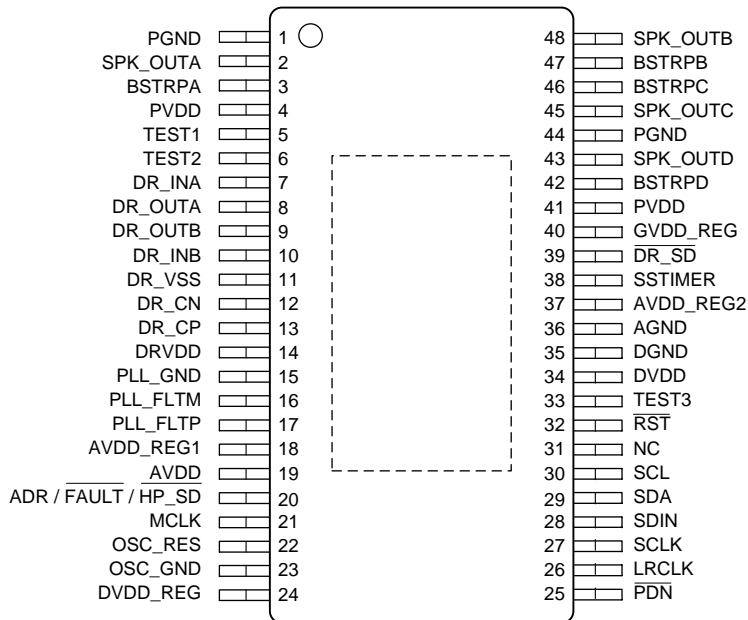 PGND 1 48 SPK_OUTB
SPK_OUTA 2 47 BSTRPB
BSTRPA 3 46 BSTRPC
PVDD 4 45 SPK_OUTC
TEST1 5 44 PGND
TEST2 6 43 SPK_OUTD
DR_INA 7 42 BSTRPD
DR_OUTA 8 41 PVDD
DR_OUTB 9 40 GVDD_REG
DR_INB 10 39 DR_SD
DR_VSS 11 38 SSTIMER
DR_CN 12 37 AVDD_REG2
DR_CP 13 36 AGND
DRVDD 14 35 DGND
PLL_GND 15 34 DVDD
PLL_FLTM 16 33 TEST3
PLL_FLTP 17 32 RST
AVDD_REG1 18 31 NC
AVDD 19 30 SCL
ADR / FAULT / HP_SD 20 29 SDA
MCLK 21 28 SDIN
OSC_RES 22 27 SCLK
OSC_GND 23 26 LRCLK
DVDD_REG 24 25 PDN